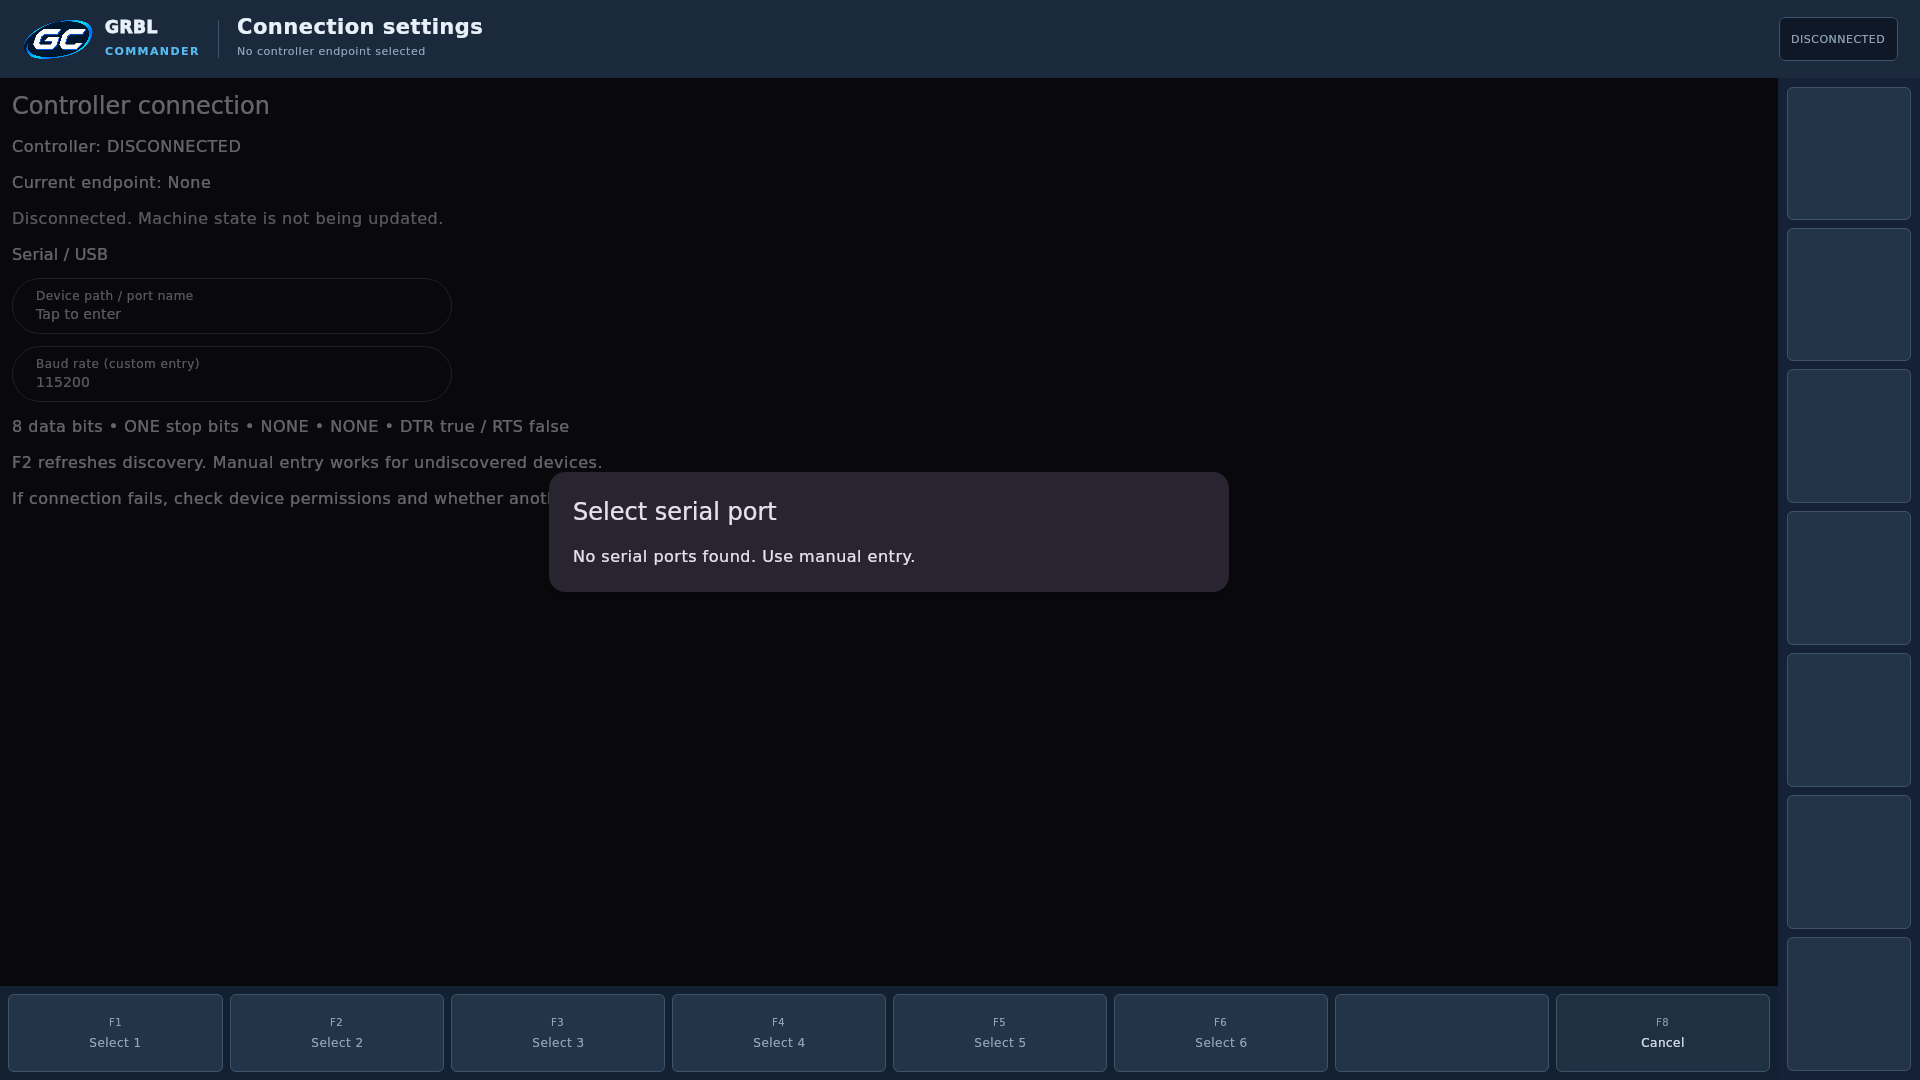 GC
GRBL
COMMANDER
Connection settings
No controller endpoint selected
DISCONNECTED
Controller connection
Controller: DISCONNECTED
Current endpoint: None
Disconnected. Machine state is not being updated.
Serial / USB
Device path / port name
Tap to enter
Baud rate (custom entry)
115200
8 data bits • ONE stop bits • NONE • NONE • DTR true / RTS false
F2 refreshes discovery. Manual entry works for undiscovered devices.
If connection fails, check device permissions and whether
Select serial port
No serial ports found. Use manual entry.
F1
Select 1
F2
Select 2
F3
Select 3
F4
Select 4
F5
Select 5
F6
Select 6
F8
Cancel